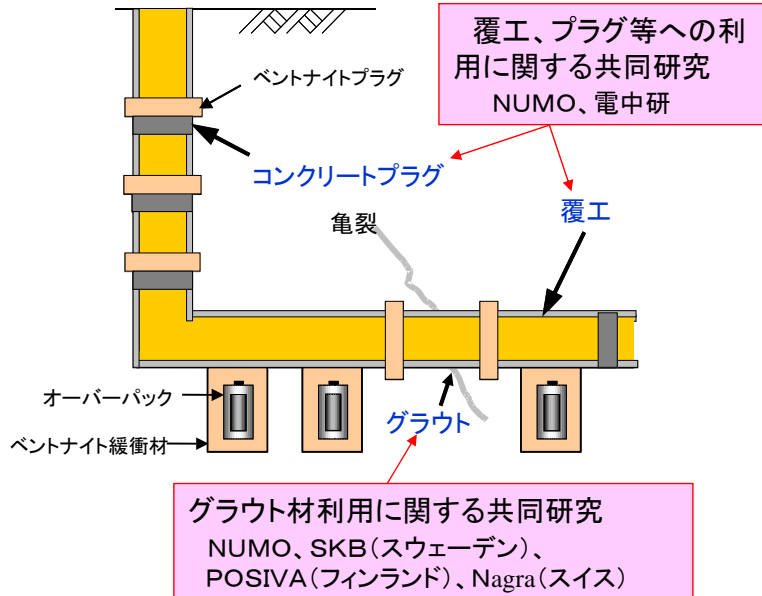 覆工、プラグ等への利
用に関する共同研究
NUMO、電中研
ベントナイトプラグ
コンクリートプラグ
覆工
亀裂
オーバーパック
ベントナイト緩衝材
グラウト
グラウト材利用に関する共同研究
NUMO、SKB(スウェーデン)、
POSIVA(フィンランド)、Nagra(スイス)